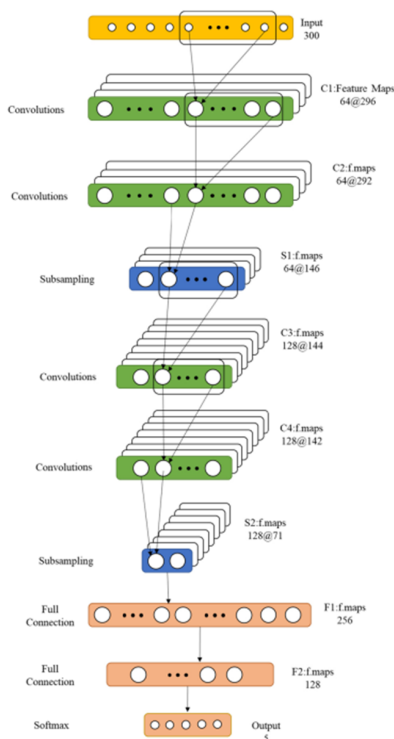 Input
300
C1:Feature Maps
64@296
Convolutions
C2:f.maps
64@292
Convolutions
S1:f.maps
64@146
Subsampling
C3:f.maps
128@144
Convolutions
C4:f.maps
128@142
Convolutions
S2:f.maps
128@71
Subsampling
Full
Connection
F1:f.maps
256
Full
Connection
F2:f.maps
128
Softmax
Output
5